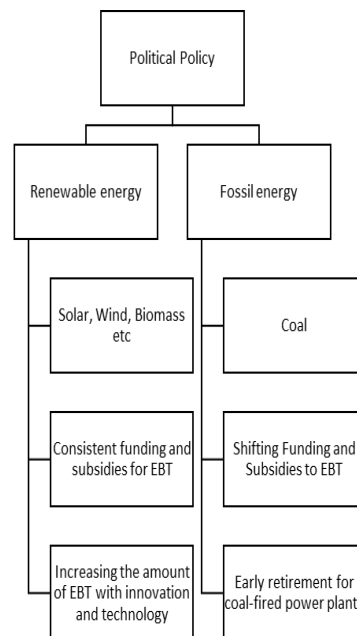 Political Policy
Renewable energy
Fossil energy
Solar, Wind, Biomass
etc
Coal
Consistent funding and
subsidies for EBT
Shifting Funding and
Subsidies to EBT
Increasing the amount
of EBT with innovation
and technology
Early retirement for
coal-fired power plant